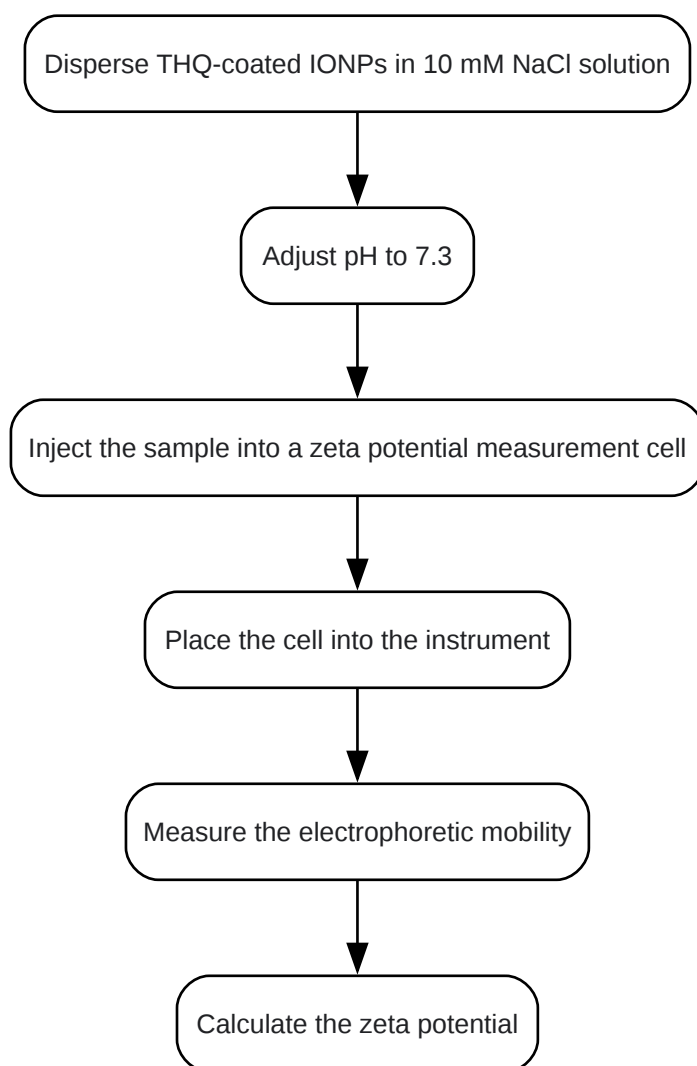 Disperse THQ-coated IONPs in 10 mM NaCl solution
Adjust pH to 7.3
Inject the sample into a zeta potential measurement cell
Place the cell into the instrument
Measure the electrophoretic mobility
Calculate the zeta potential